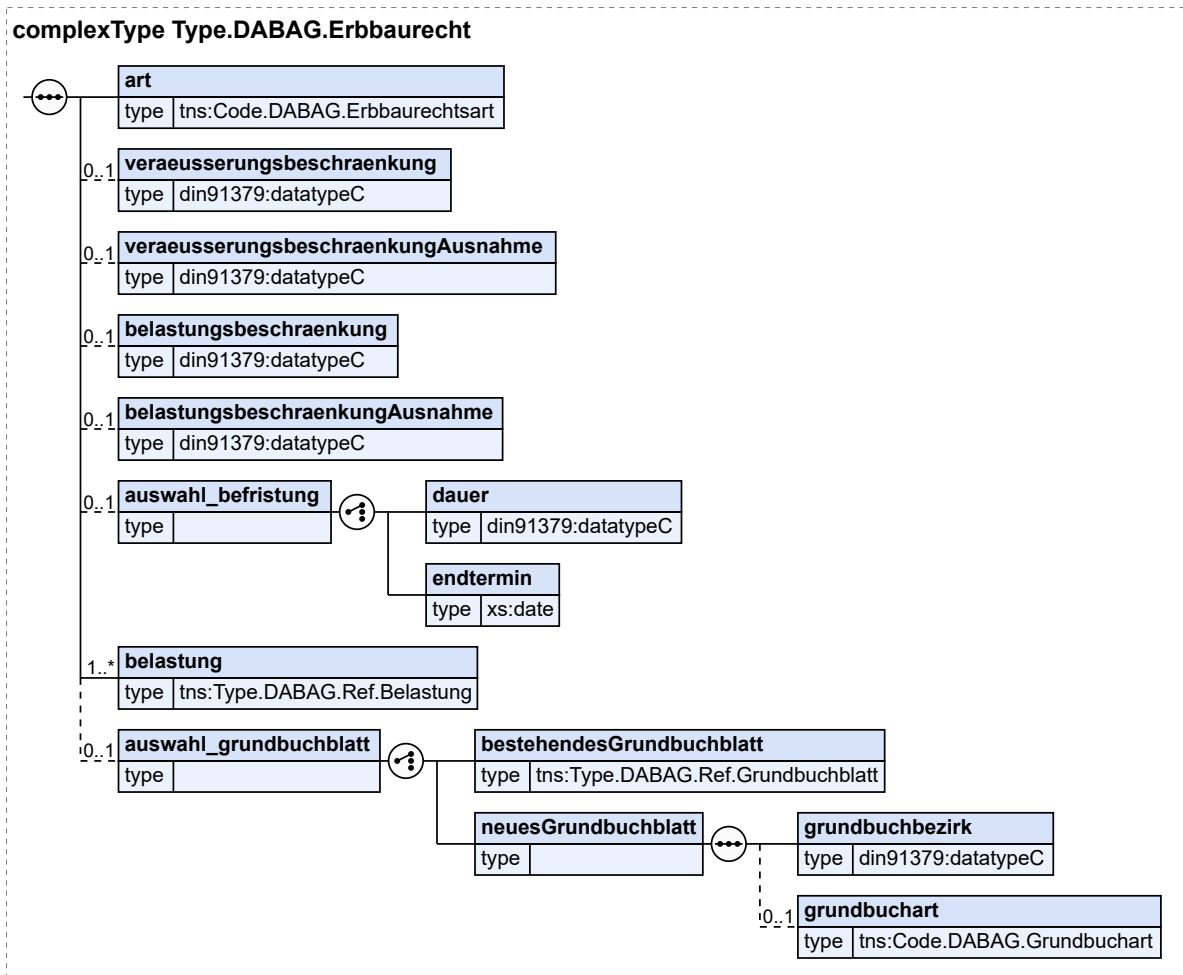 complexType Type.DABAG.Erbbaurecht
art
type tns:Code.DABAG.Erbbaurechtsart
0..1 veraeusserungsbeschraenkung
type din91379:datatypeC
0..1 veraeusserungsbeschraenkungAusnahme
type din91379:datatypeC
0..1 belastungsbeschraenkung
type din91379:datatypeC
0..1 belastungsbeschraenkungAusnahme
type din91379:datatypeC
0..1 auswahl_befristung dauer
type type din91379:datatypeC
endtermin
type xs:date
1..* belastung
type tns:Type.DABAG.Ref.Belastung
0..1 auswahl_grundbuchblatt bestehendesGrundbuchblatt
type type tns:Type.DABAG.Ref.Grundbuchblatt
neuesGrundbuchblatt grundbuchbezirk
type type din91379:datatypeC
0..1 grundbuchart
type tns:Code.DABAG.Grundbuchart